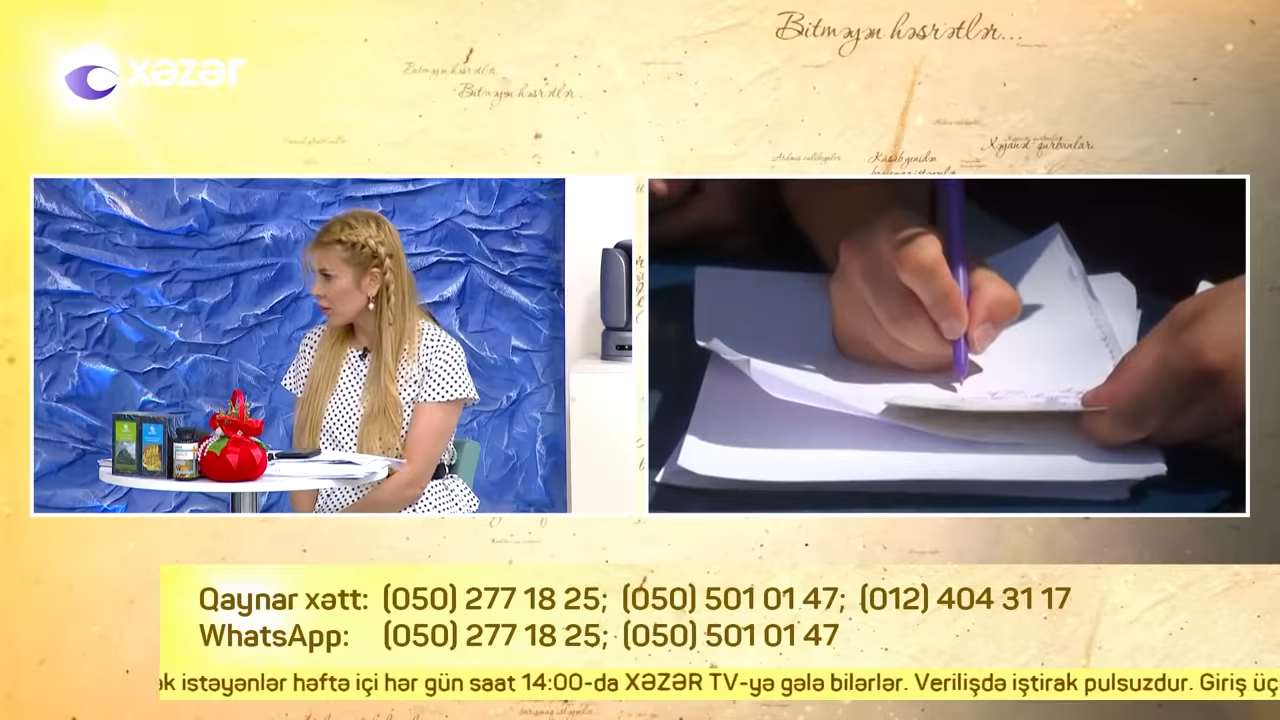 Bitməyən həsrətlər...
xəzər
Bitməyən həsrətlər
Bitməyən həsrətlər...
Xəyanət qurbanları
Qaynar xətt: (050) 277 18 25; (050) 501 01 47; (012) 404 31 17
WhatsApp: (050) 277 18 25; (050) 501 01 47
istəyənlər həftə içi hər gün saat 14:00-da XƏZƏR TV-yə gələ bilərlər. Verilişdə iştirak pulsuzdur. Giriş